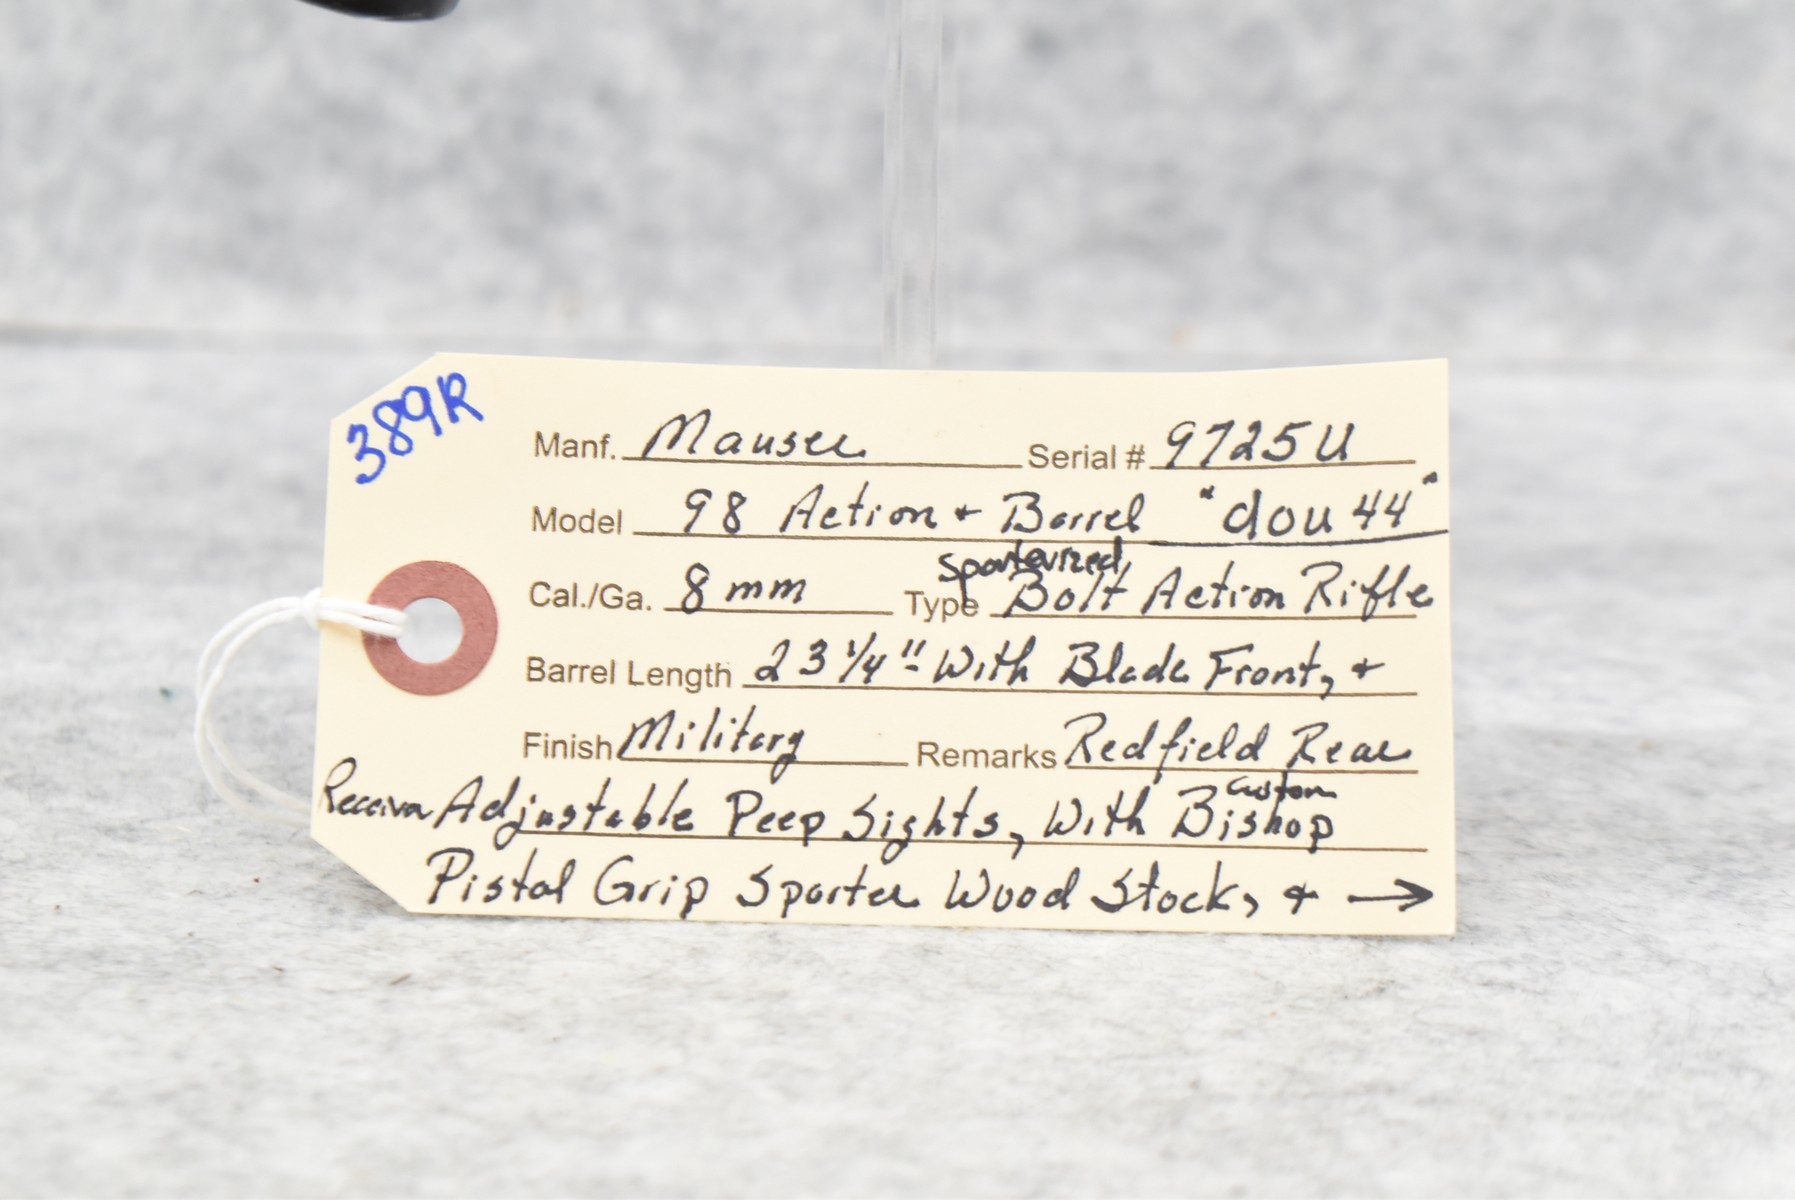 389R
Manf. Mauser Serial # 9725U
Model 98 Action + Barrel "dou 44"
Cal./Ga. 8mm Type Sporterized Bolt Action Rifle
Barrel Length 23 1/4" With Blade Front, +
Finish Military Remarks Redfield Rear
Receiver Adjustable Peep Sights, With Custom Bishop
Pistol Grip Sporter Wood Stock, + →